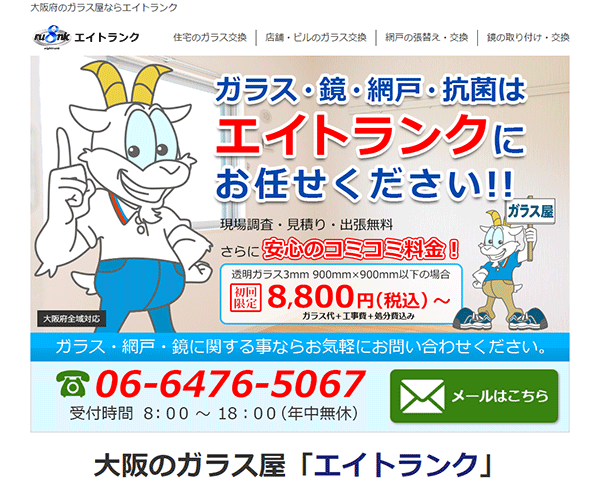 大阪府のガラス屋ならエイトランク
エイトランク
住宅のガラス交換 店舗・ビルのガラス交換 網戸の張替え・交換 鏡の取り付け・交換
ガラス・鏡・網戸・抗菌は
エイトランクに
お任せください!!
ガラス屋
現場調査・見積り・出張無料
さらに安心のコミコミ料金!
透明ガラス3mm 900mm×900mm以下の場合
初回限定 8,800円(税込)~
ガラス代+工事費+処分費込み
大阪府全域対応
ガラス・網戸・鏡に関する事ならお気軽にお問い合わせください。
06-6476-5067
受付時間 8:00 ~ 18:00(年中無休)
メールはこちら
大阪のガラス屋「エイトランク」